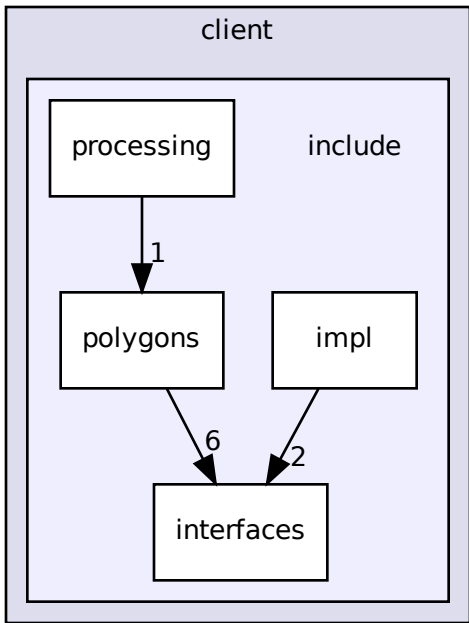 client
processing
include
1
polygons
impl
6
2
interfaces